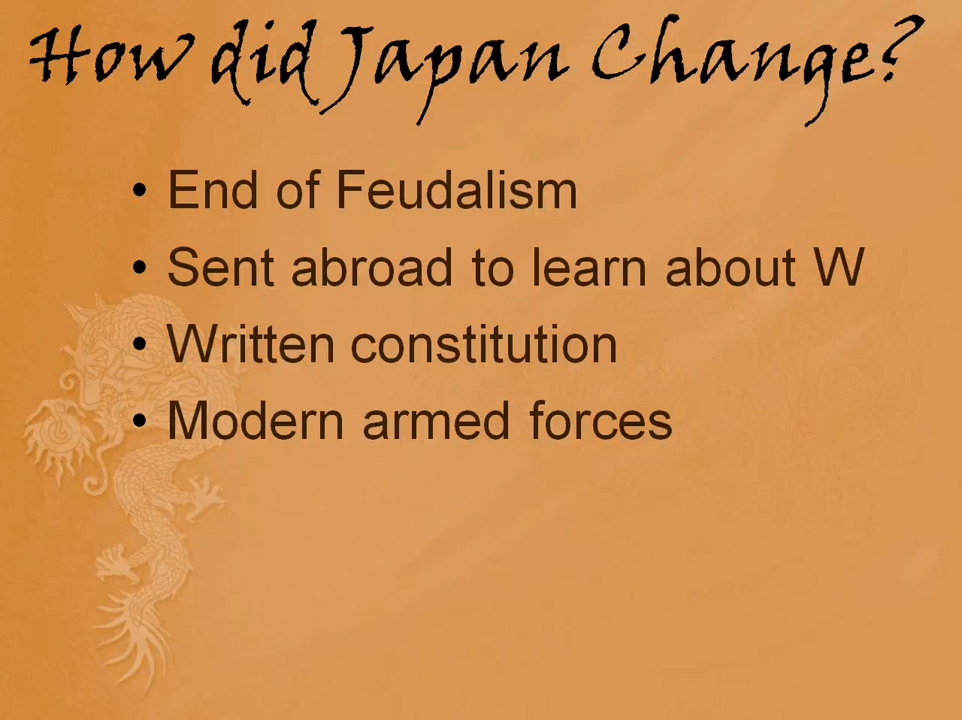 How did Japan Change?
• End of Feudalism
• Sent abroad to learn about W
• Written constitution
• Modern armed forces